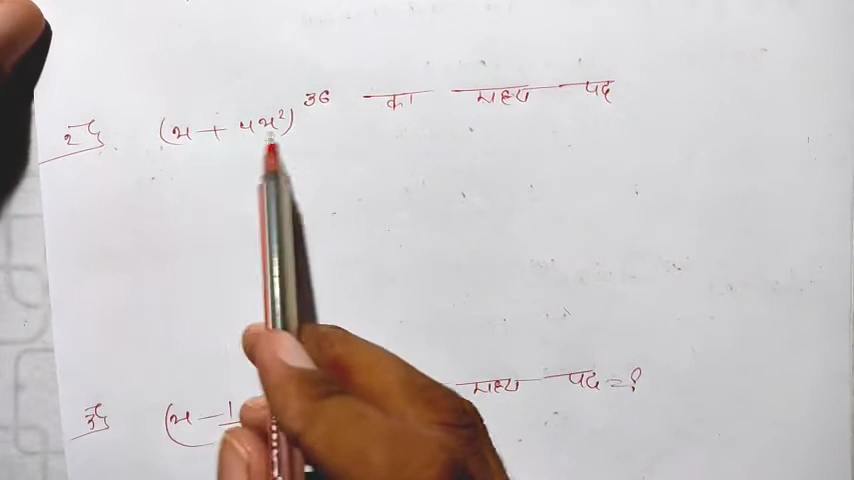 2⟩ (x + 4x²)³⁶ का मध्य पद
3⟩ (x - 1 मध्य पद = ?